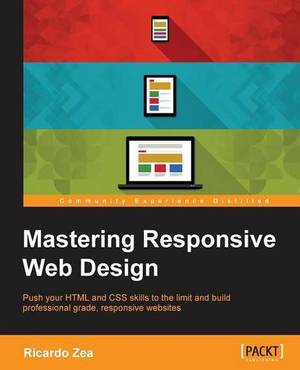 Community Experience Distilled
Mastering Responsive
Web Design
Push your HTML and CSS skills to the limit and build
professional grade, responsive websites
Ricardo Zea
[PACKT]
PUBLISHING